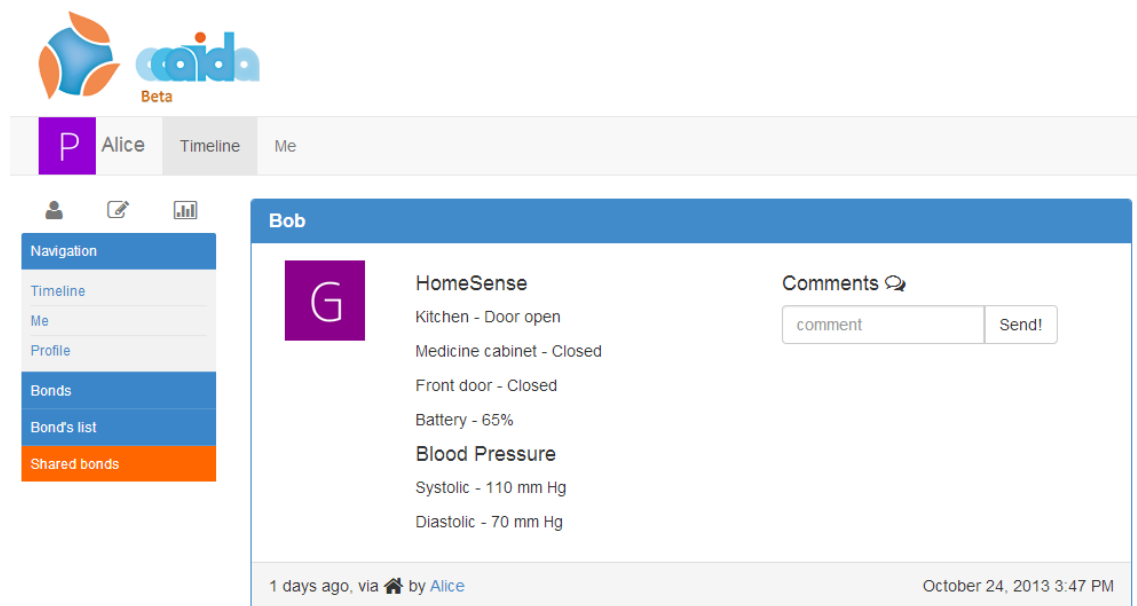 ccaida
Beta
P Alice Timeline Me
Navigation
Timeline
Me
Profile
Bonds
Bond's list
Shared bonds
Bob
G
HomeSense
Kitchen - Door open
Medicine cabinet - Closed
Front door - Closed
Battery - 65%
Blood Pressure
Systolic - 110 mm Hg
Diastolic - 70 mm Hg
Comments
comment Send!
1 days ago, via by Alice October 24, 2013 3:47 PM